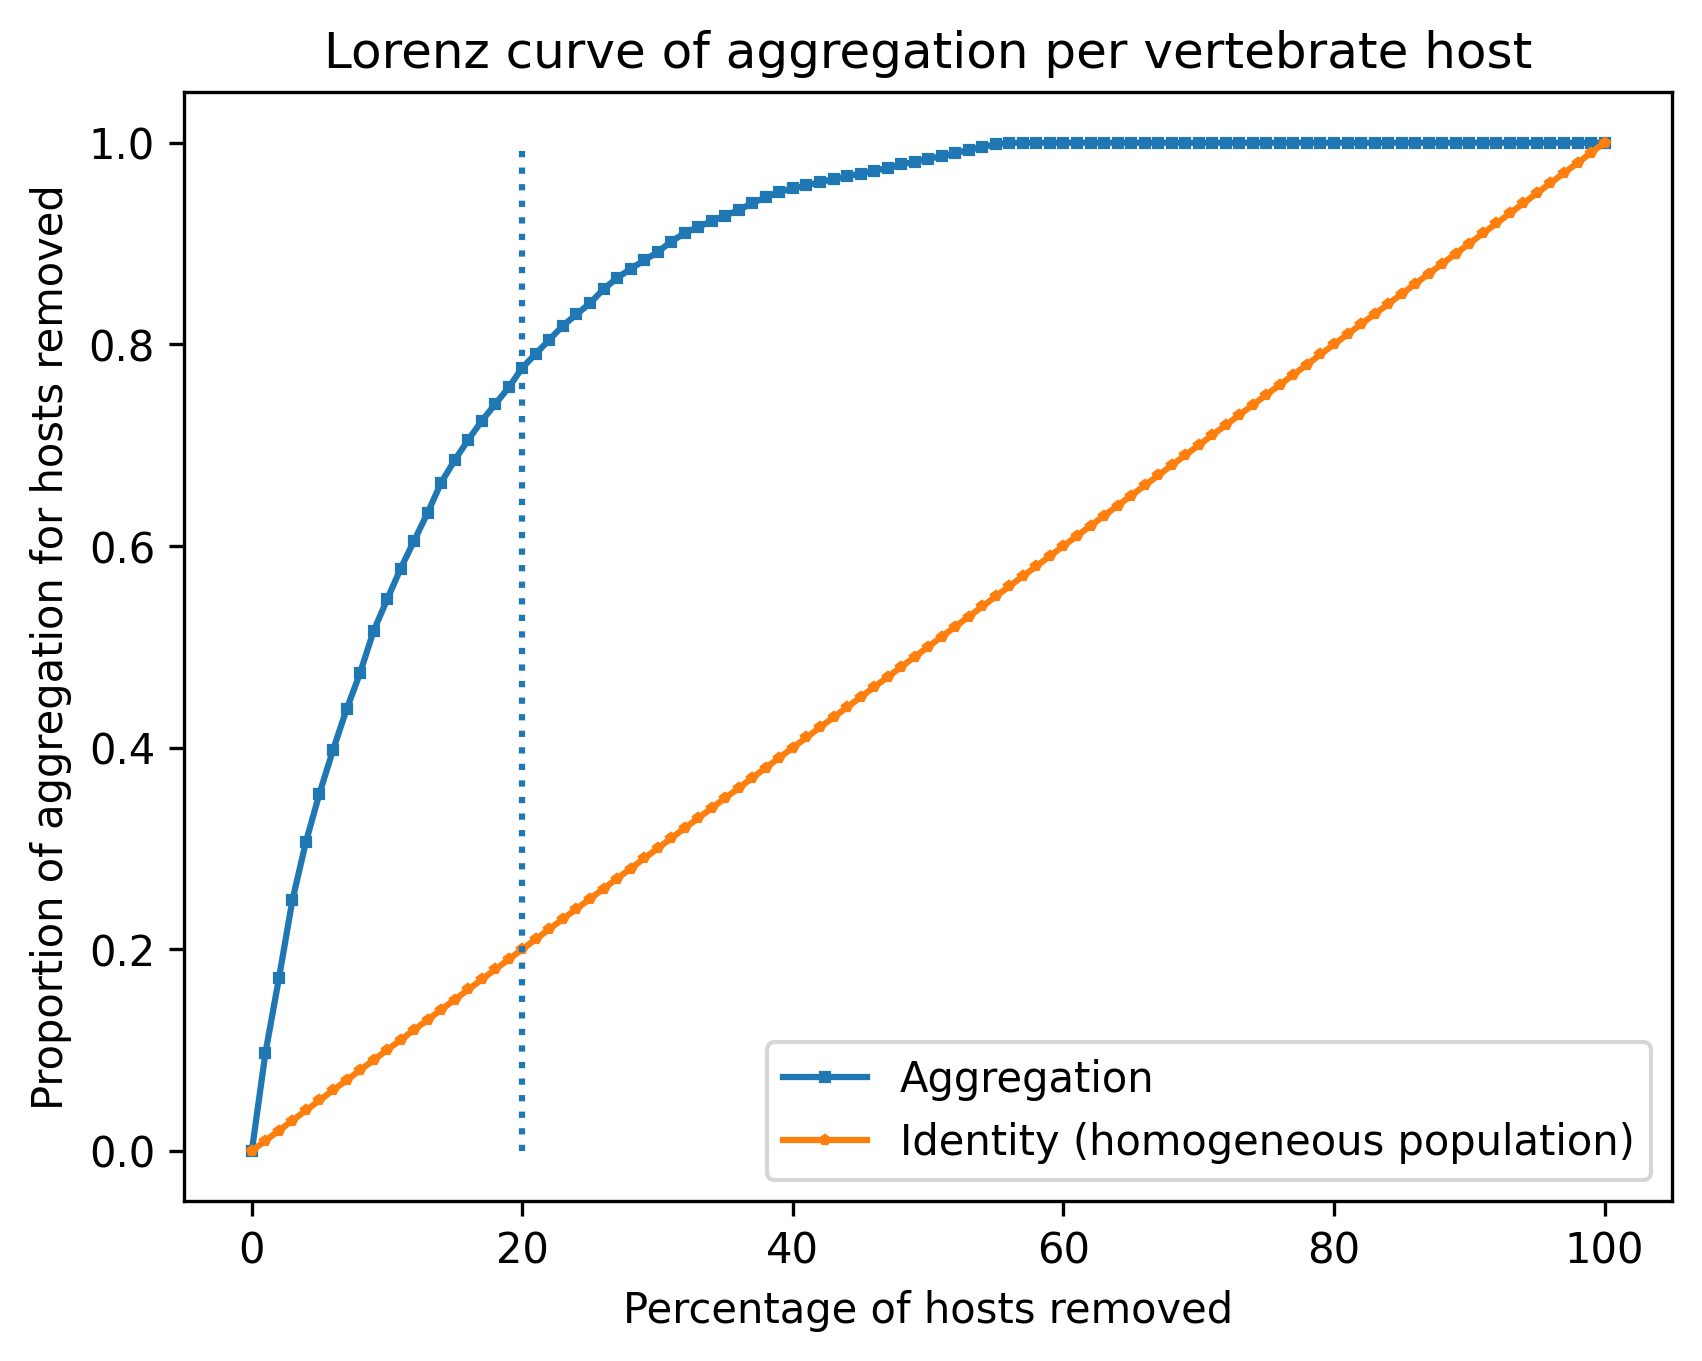 Lorenz curve of aggregation per vertebrate host
Proportion of aggregation for hosts removed
1.0
0.8
0.6
0.4
0.2
0.0
Aggregation
Identity (homogeneous population)
0 20 40 60 80 100
Percentage of hosts removed